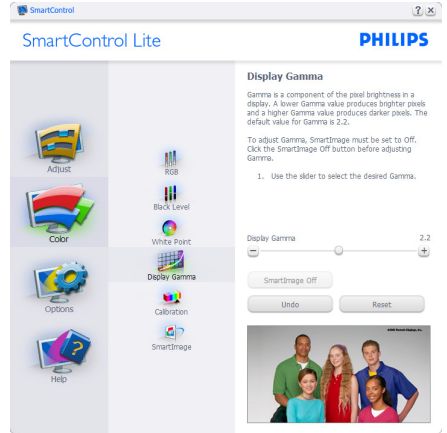 SmartControl
SmartControl Lite
PHILIPS
Adjust
Color
Options
Help
RGB
Black Level
White Point
Display Gamma
Calibration
SmartImage
Display Gamma
Gamma is a component of the pixel brightness in a
display. A lower Gamma value produces brighter pixels
and a higher Gamma value produces darker pixels. The
default value for Gamma is 2.2.
To adjust Gamma, SmartImage must be set to Off.
Click the SmartImage Off button before adjusting
Gamma.
1. Use the slider to select the desired Gamma.
Display Gamma 2.2
SmartImage Off
Undo Reset